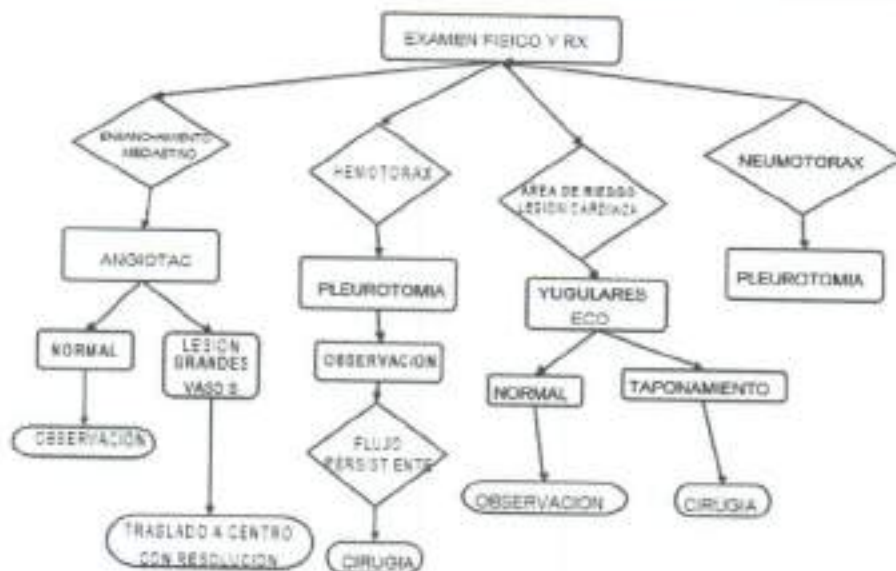 EXAMEN FISICO Y RX
ENSANCHAMIENTO
MEDIASTINO
HEMOTORAX
AREA DE RIESGO
LESION CARDIACA
NEUMOTORAX
ANGIOTAC
PLEUROTOMIA
YUGULARES
ECO
PLEUROTOMIA
NORMAL
LESION
GRANDES
VASOS
OBSERVACION
NORMAL
TAPONAMIENTO
OBSERVACIÓN
FLUJO
PERSISTENTE
OBSERVACION
CIRUGIA
TRASLADO A CENTRO
CON RESOLUCION
CIRUGIA